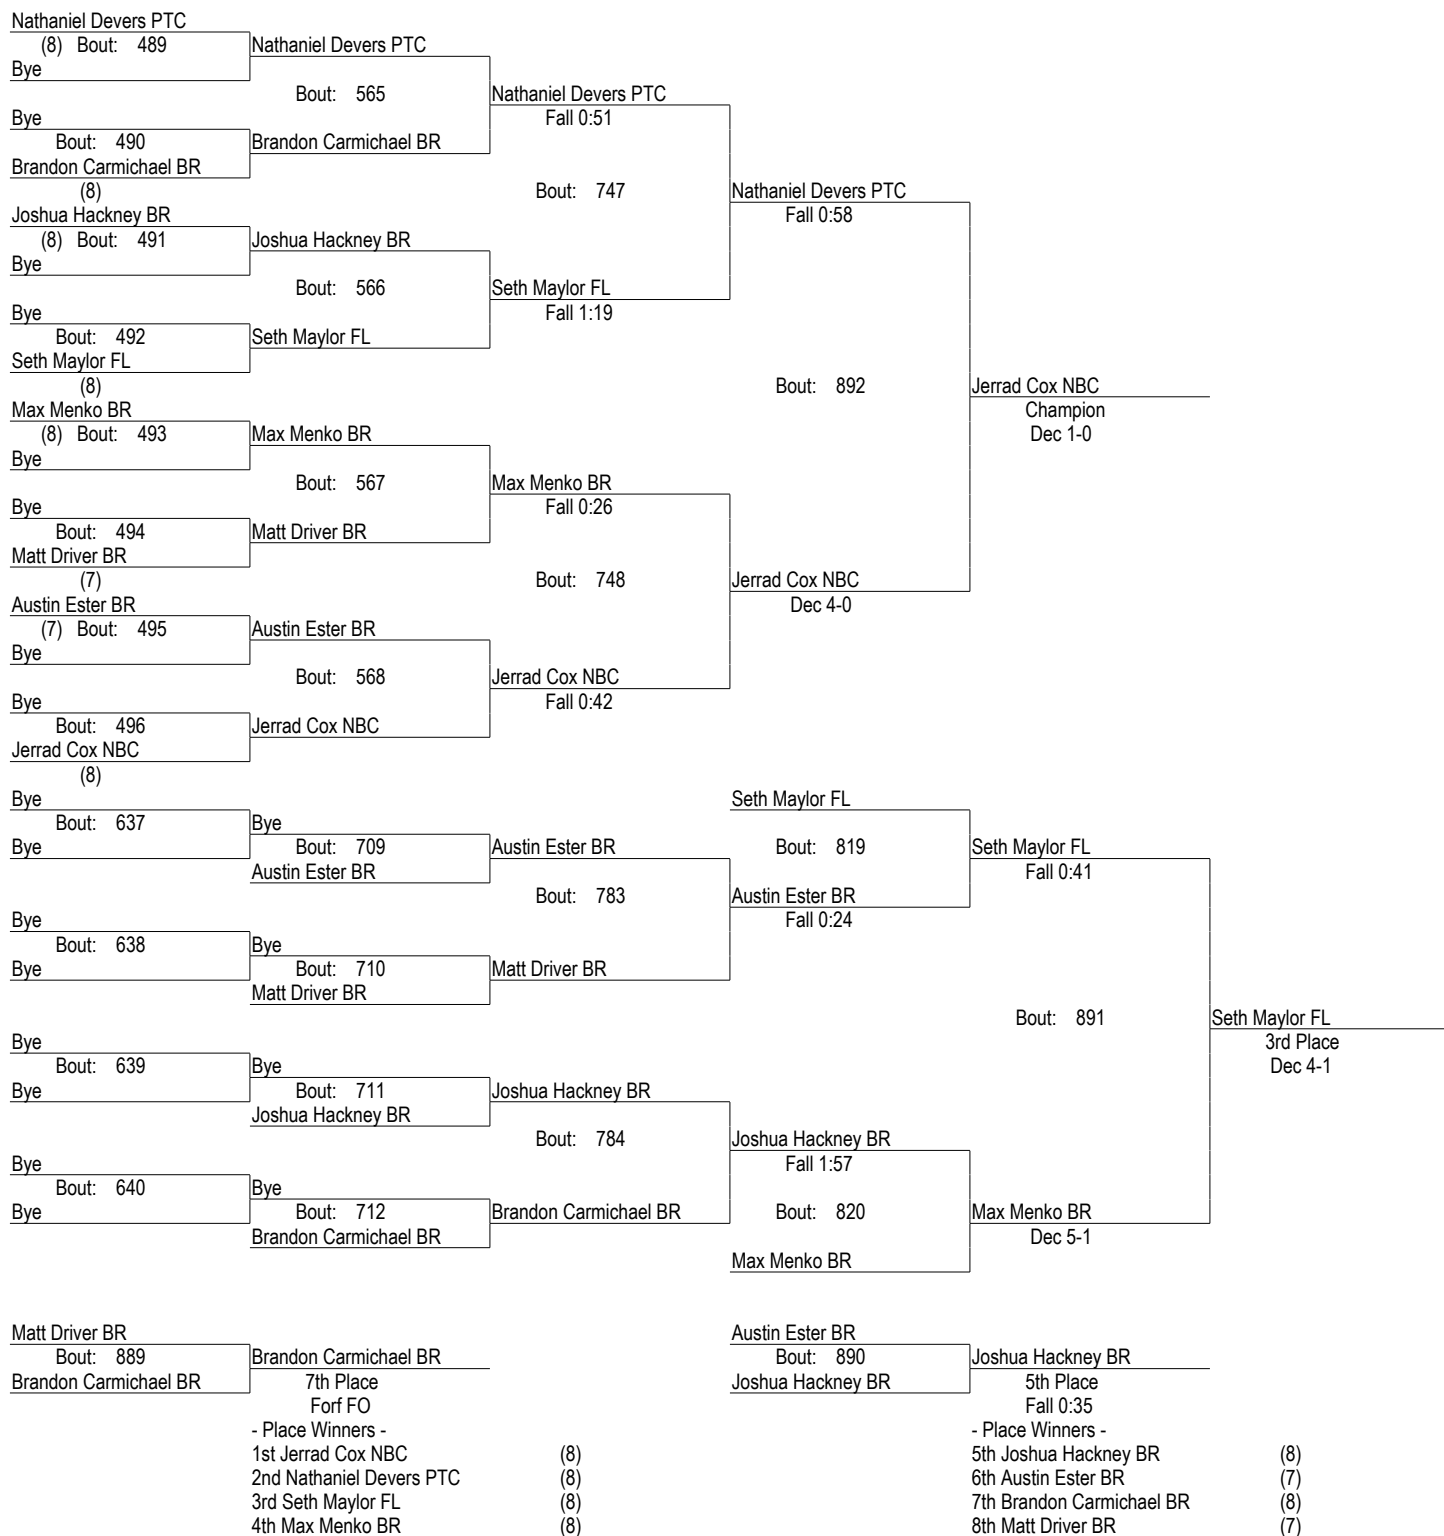 Nathaniel Devers PTC
(8) Bout: 489
Nathaniel Devers PTC
Bye
Bout: 565
Nathaniel Devers PTC
Bye
Fall 0:51
Bout: 490
Brandon Carmichael BR
Brandon Carmichael BR
(8)
Bout: 747
Nathaniel Devers PTC
Joshua Hackney BR
Fall 0:58
(8) Bout: 491
Joshua Hackney BR
Bye
Bout: 566
Seth Maylor FL
Bye
Fall 1:19
Bout: 492
Seth Maylor FL
Seth Maylor FL
(8)
Bout: 892
Jerrad Cox NBC
Max Menko BR
Champion
(8) Bout: 493
Max Menko BR
Dec 1-0
Bye
Bout: 567
Max Menko BR
Bye
Fall 0:26
Bout: 494
Matt Driver BR
Matt Driver BR
(7)
Bout: 748
Jerrad Cox NBC
Austin Ester BR
Dec 4-0
(7) Bout: 495
Austin Ester BR
Bye
Bout: 568
Jerrad Cox NBC
Bye
Fall 0:42
Bout: 496
Jerrad Cox NBC
Jerrad Cox NBC
(8)
Bye
Seth Maylor FL
Bout: 637
Bye
Bye
Bout: 709
Austin Ester BR
Bout: 819
Seth Maylor FL
Austin Ester BR
Fall 0:41
Bout: 783
Austin Ester BR
Bye
Fall 0:24
Bout: 638
Bye
Bye
Bout: 710
Matt Driver BR
Matt Driver BR
Bout: 891
Seth Maylor FL
Bye
3rd Place
Bout: 639
Bye
Dec 4-1
Bye
Bout: 711
Joshua Hackney BR
Joshua Hackney BR
Bout: 784
Joshua Hackney BR
Bye
Fall 1:57
Bout: 640
Bye
Bye
Bout: 712
Brandon Carmichael BR
Bout: 820
Max Menko BR
Brandon Carmichael BR
Dec 5-1
Max Menko BR
Matt Driver BR
Austin Ester BR
Bout: 889
Brandon Carmichael BR
Bout: 890
Joshua Hackney BR
Brandon Carmichael BR
7th Place
Joshua Hackney BR
5th Place
Forf FO
Fall 0:35
- Place Winners -
- Place Winners -
1st Jerrad Cox NBC (8)
5th Joshua Hackney BR (8)
2nd Nathaniel Devers PTC (8)
6th Austin Ester BR (7)
3rd Seth Maylor FL (8)
7th Brandon Carmichael BR (8)
4th Max Menko BR (8)
8th Matt Driver BR (7)